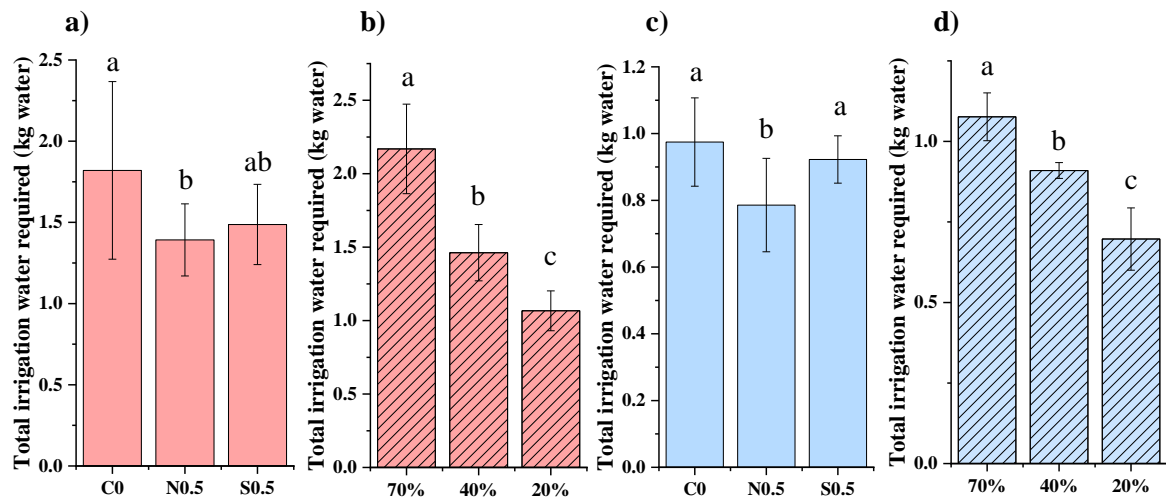 a)
Total irrigation water required (kg water)
2.5
2.0
1.5
1.0
0.5
0.0
a
b
ab
C0 N0.5 S0.5
b)
Total irrigation water required (kg water)
2.5
2.0
1.5
1.0
0.5
0.0
a
b
c
70% 40% 20%
c)
Total irrigation water required (kg water)
1.2
1.0
0.8
0.6
0.4
0.2
0.0
a
b
a
C0 N0.5 S0.5
d)
Total irrigation water required (kg water)
1.0
0.5
0.0
a
b
c
70% 40% 20%